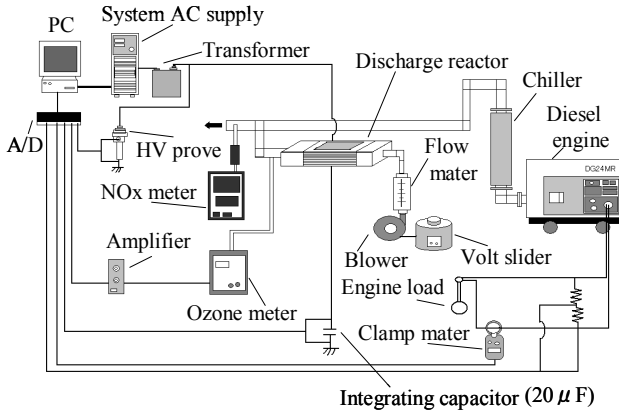 PC
System AC supply
Transformer
Discharge reactor
Chiller
Diesel
engine
A/D
HV prove
Flow
mater
DG24MR
NOx meter
Amplifier
Blower
Volt slider
Engine load
Ozone meter
Clamp mater
Integrating capacitor (20 μ F)